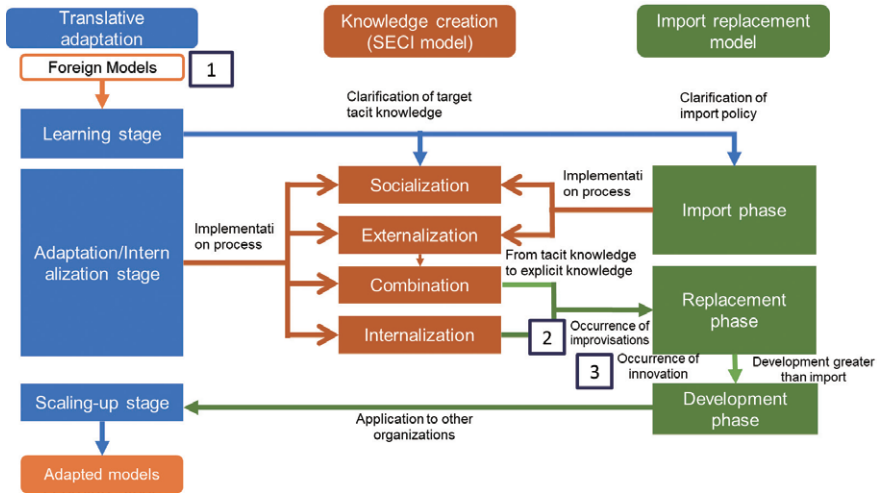 Translative
adaptation
Knowledge creation
(SECI model)
Import replacement
model
Foreign Models
1
Learning stage
Clarification of target
tacit knowledge
Clarification of
import policy
Socialization
Implementati
on process
Import phase
Adaptation/Intern
alization stage
Implementati
on process
Externalization
From tacit knowledge
to explicit knowledge
Combination
Replacement
phase
Internalization
2
Occurrence of
improvisations
3
Occurrence of
innovation
Development greater
than import
Scaling-up stage
Development
phase
Application to other
organizations
Adapted models